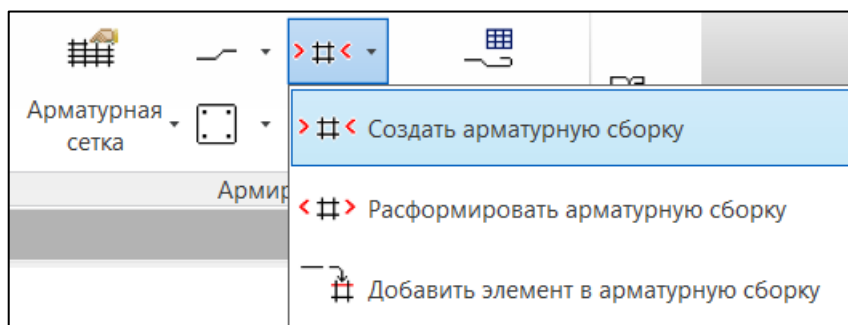 Арматурная
сетка
Создать арматурную сборку
Армир
Расформировать арматурную сборку
Добавить элемент в арматурную сборку